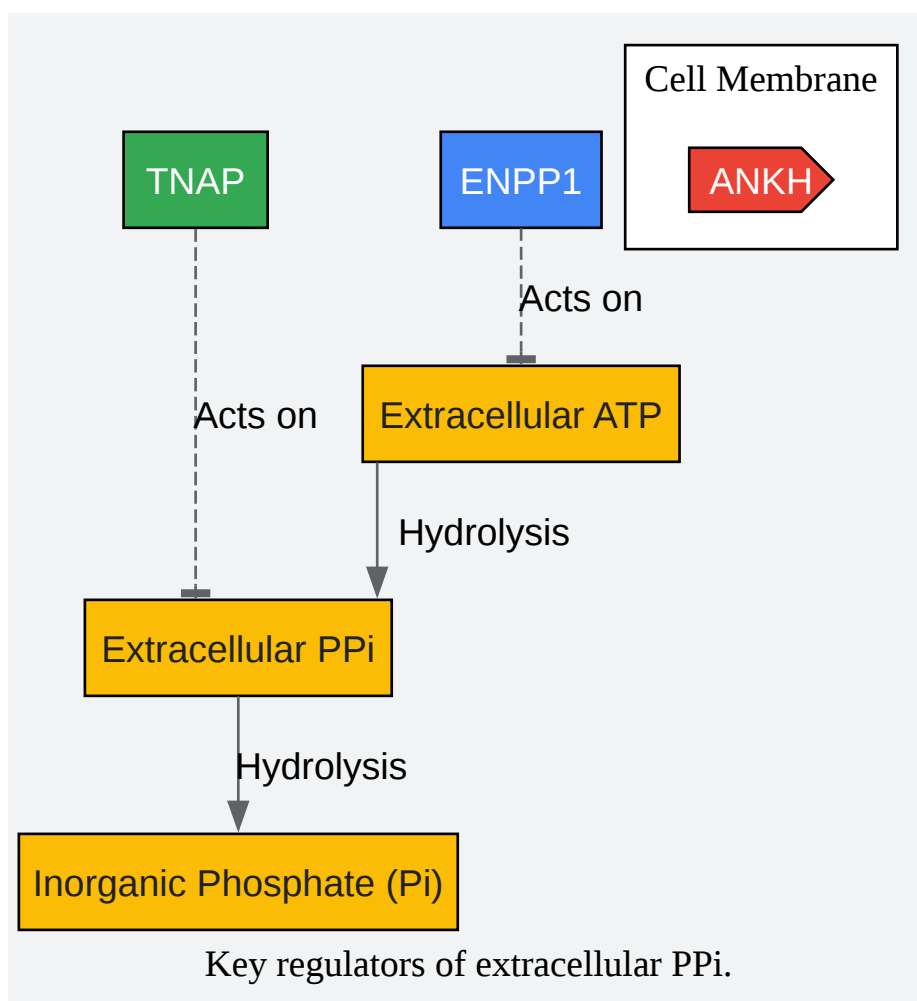 Cell Membrane
TNAP
ENPP1
ANKH
Acts on
Extracellular ATP
Acts on
Hydrolysis
Extracellular PPi
Hydrolysis
Inorganic Phosphate (Pi)
Key regulators of extracellular PPi.